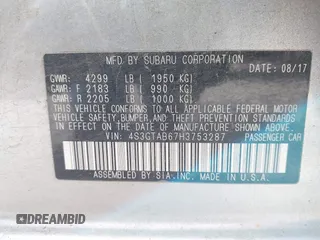 MFD BY SUBARU CORPORATION
DATE: 08/17
GVWR: 4299 LB ( 1950 KG)
GAWR: F 2183 LB ( 990 KG)
GAWR: R 2205 LB ( 1000 KG)
THIS VEHICLE CONFORMS TO ALL APPLICABLE FEDERAL MOTOR
VEHICLE SAFETY,BUMPER,AND THEFT PREVENTION STANDARDS
IN EFFECT ON THE DATE OF MANUFACTURE SHOWN ABOVE.
VIN: 4S3GTAB67H3753287
PASSENGER CAR
ASSEMBLED BY SIA,INC. IN U.S.A.